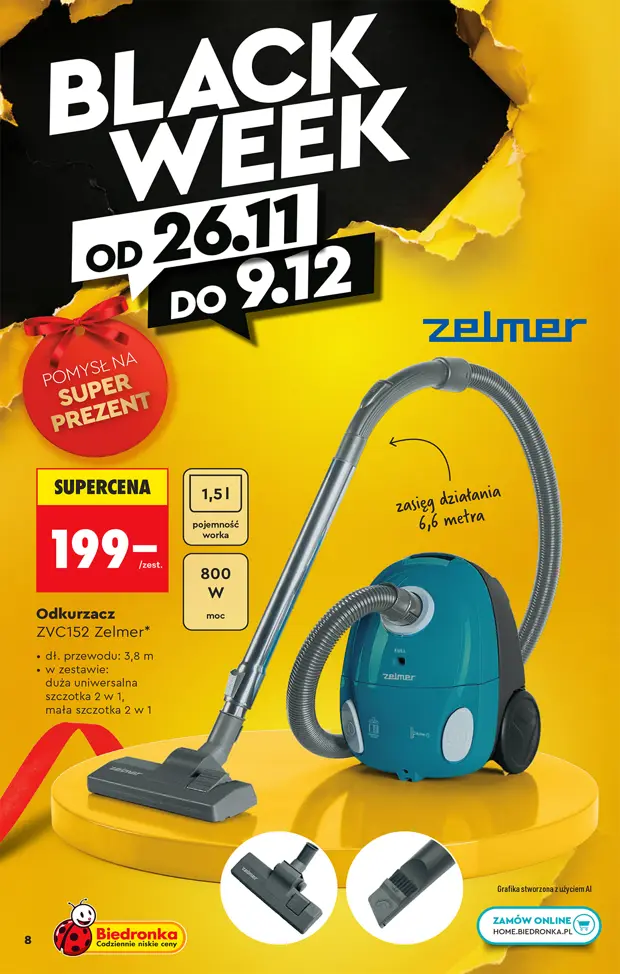 BLACK
WEEK
OD 26.11
DO 9.12
zelmer
POMYSŁ NA
SUPER
PREZENT
SUPERCENA
199-
/zest.
1,5 l
pojemność
worka
800
W
moc
zasięg działania
6,6 metra
Odkurzacz
ZVC152 Zelmer*
• dł. przewodu: 3,8 m
• w zestawie:
duża uniwersalna
szczotka 2 w 1,
mała szczotka 2 w 1
zelmer
zelmer
zelmer
Grafika stworzona z użyciem AI
8
Biedronka
Codziennie niskie ceny
ZAMÓW ONLINE
HOME.BIEDRONKA.PL